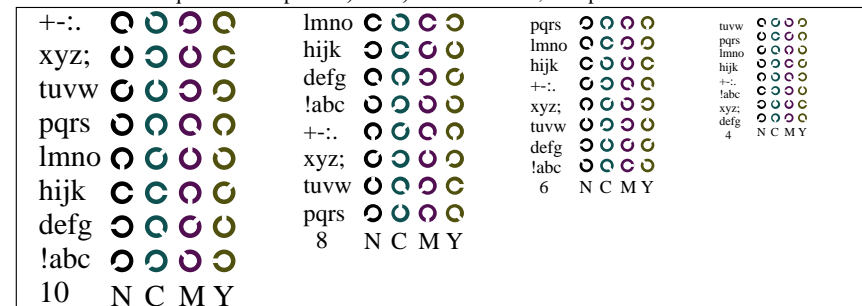 +-:.
xyz;
tuvw
pqrs
lmno
hijk
defg
!abc
10 N C M Y
lmno
hijk
defg
!abc
+-:.
xyz;
tuvw
pqrs
8 N C M Y
pqrs
lmno
hijk
+-:.
xyz;
tuvw
defg
!abc
6 N C M Y
tuvw
pqrs
lmno
hijk
+-:.
!abc
xyz;
defg
4 N C M Y